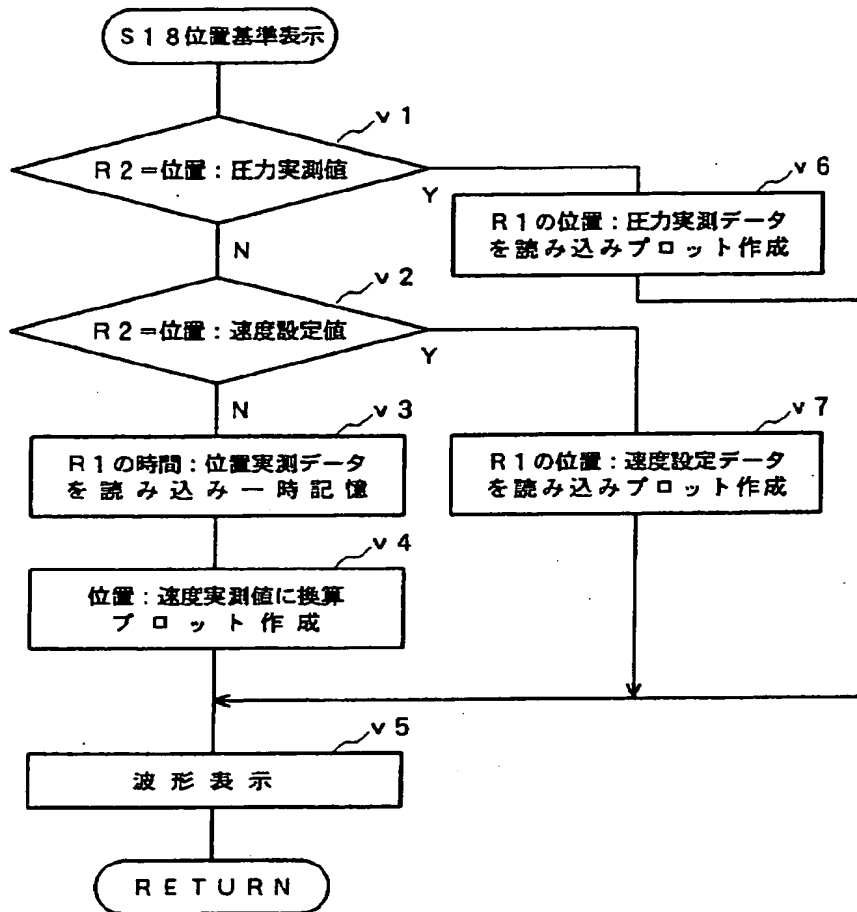 S18位置基準表示
v1
R2=位置:圧力実測値
Y
N
v6
R1の位置:圧力実測データ
を読み込みプロット作成
v2
R2=位置:速度設定値
Y
N
v3
R1の時間:位置実測データ
を読み込み一時記憶
v7
R1の位置:速度設定データ
を読み込みプロット作成
v4
位置:速度実測値に換算
プロット作成
v5
波形表示
RETURN